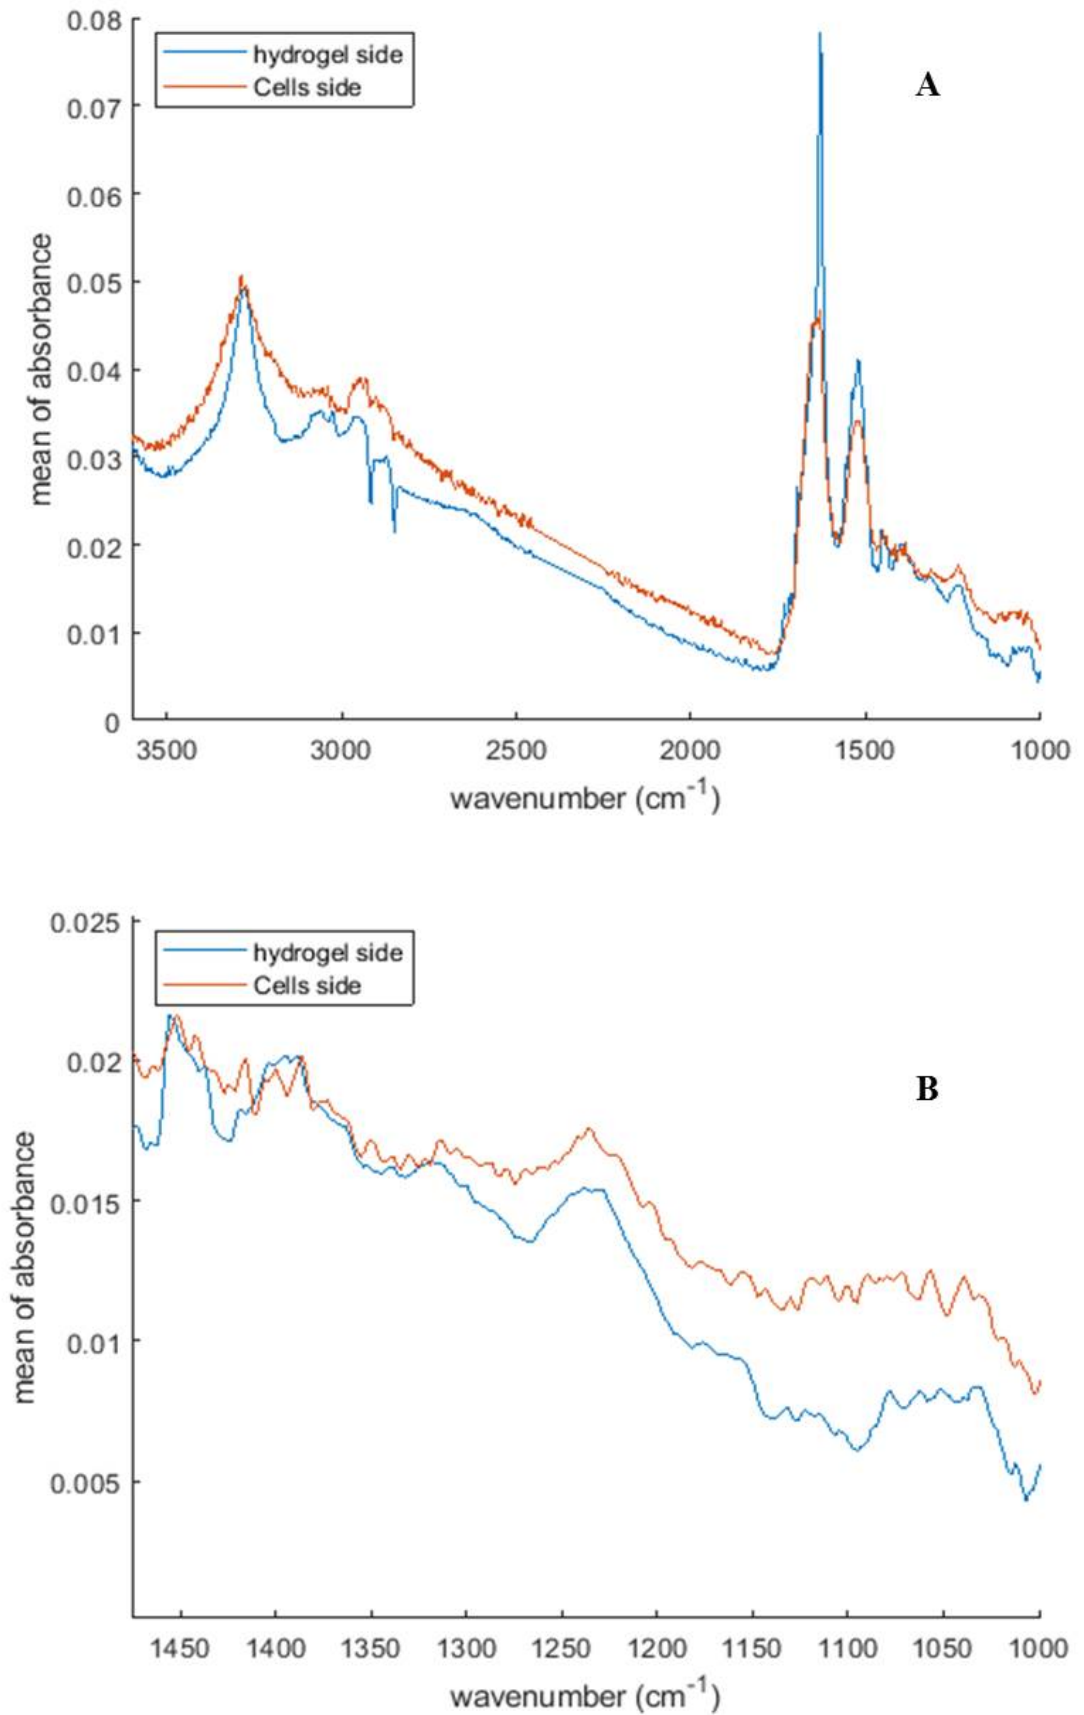 0.08
hydrogel side
Cells side
A
0.07
0.06
0.05
0.04
0.03
0.02
0.01
0
mean of absorbance
3500 3000 2500 2000 1500 1000
wavenumber (cm⁻¹)
0.025
hydrogel side
Cells side
B
0.02
0.015
0.01
0.005
mean of absorbance
1450 1400 1350 1300 1250 1200 1150 1100 1050 1000
wavenumber (cm⁻¹)